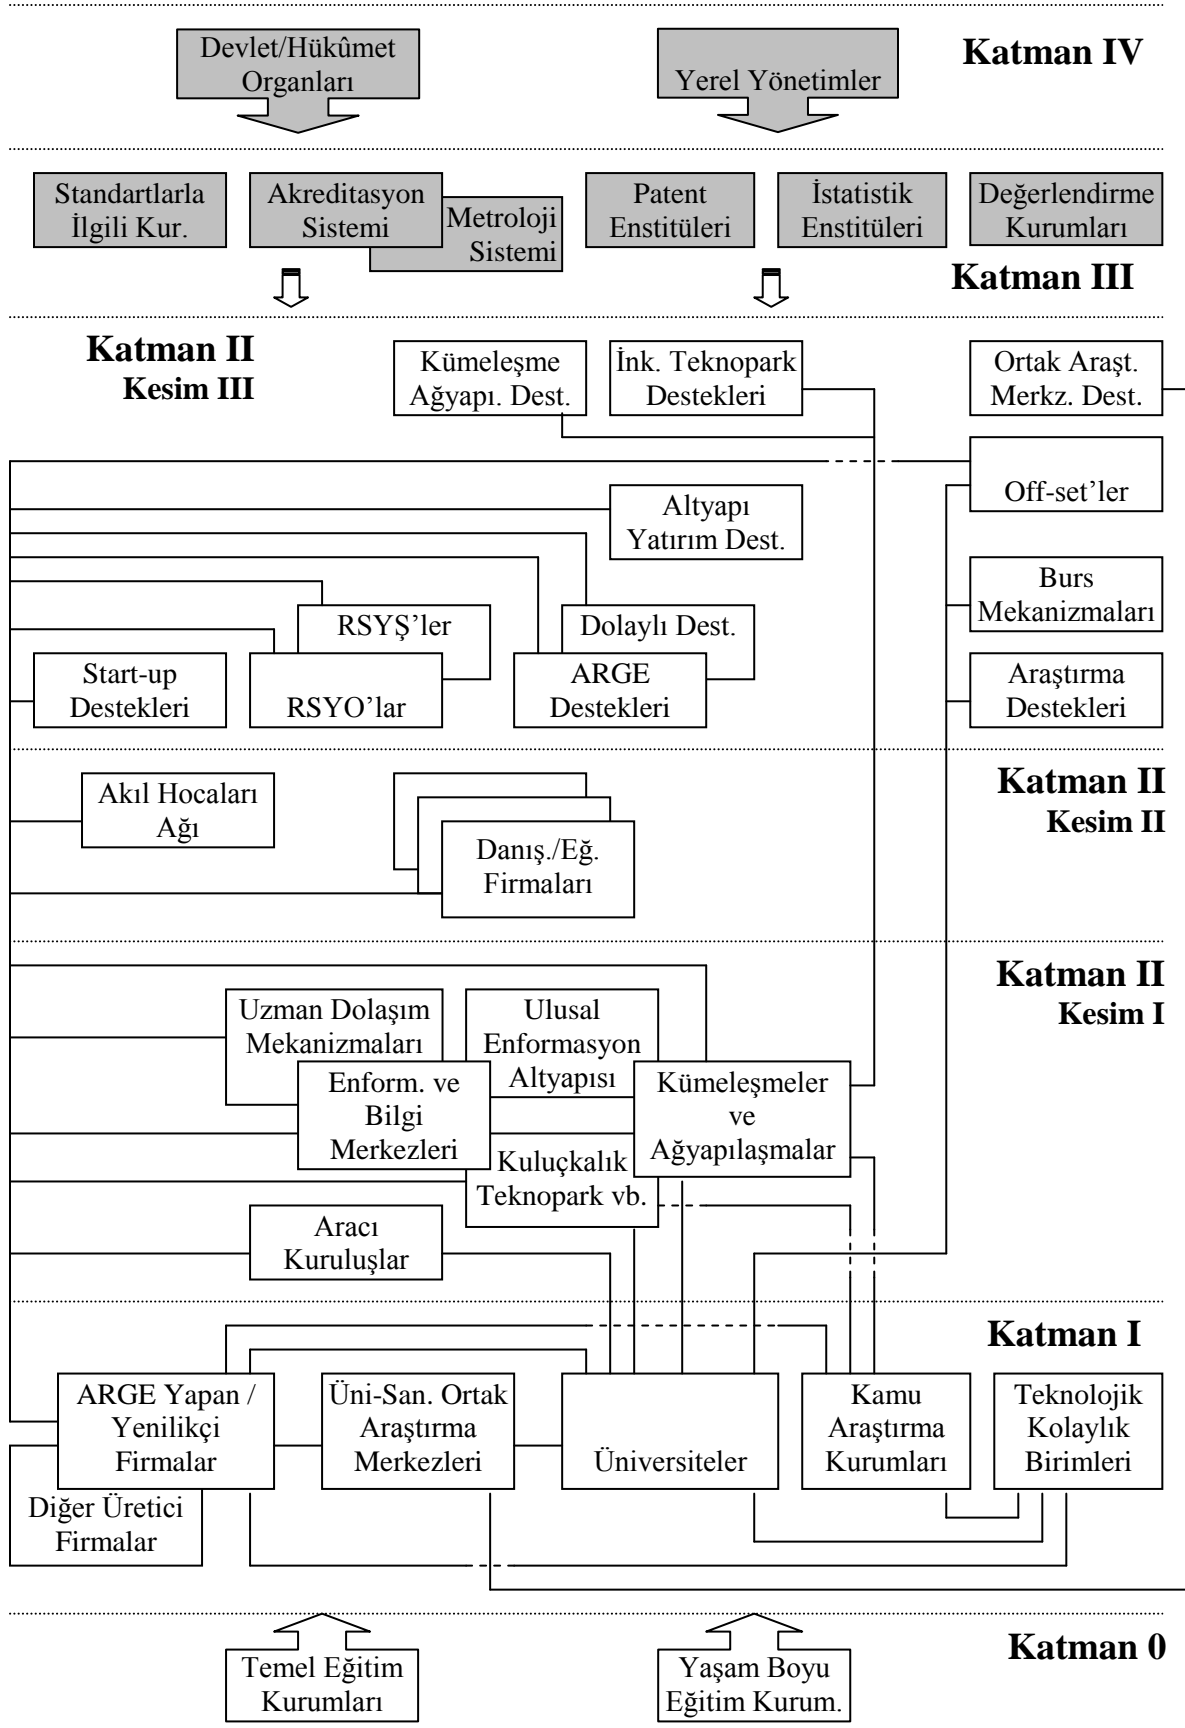 Devlet/Hükûmet
Organları
Yerel Yönetimler
Katman IV
Standartlarla
İlgili Kur.
Akreditasyon
Sistemi
Metroloji
Sistemi
Patent
Enstitüleri
İstatistik
Enstitüleri
Değerlendirme
Kurumları
Katman III
Katman II
Kesim III
Kümeleşme
Ağyapı. Dest.
İnk. Teknopark
Destekleri
Ortak Araşt.
Merkz. Dest.
Off-set’ler
Altyapı
Yatırım Dest.
Burs
Mekanizmaları
RSYŞ’ler
Dolaylı Dest.
Start-up
Destekleri
RSYO’lar
ARGE
Destekleri
Araştırma
Destekleri
Katman II
Kesim II
Akıl Hocaları
Ağı
Danış./Eğ.
Firmaları
Katman II
Kesim I
Uzman Dolaşım
Mekanizmaları
Ulusal
Enformasyon
Altyapısı
Enform. ve
Bilgi
Merkezleri
Kümeleşmeler
ve
Ağyapılaşmalar
Kuluçkalık
Teknopark vb.
Aracı
Kuruluşlar
Katman I
ARGE Yapan /
Yenilikçi
Firmalar
Üni-San. Ortak
Araştırma
Merkezleri
Üniversiteler
Kamu
Araştırma
Kurumları
Teknolojik
Kolaylık
Birimleri
Diğer Üretici
Firmalar
Katman 0
Temel Eğitim
Kurumları
Yaşam Boyu
Eğitim Kurum.